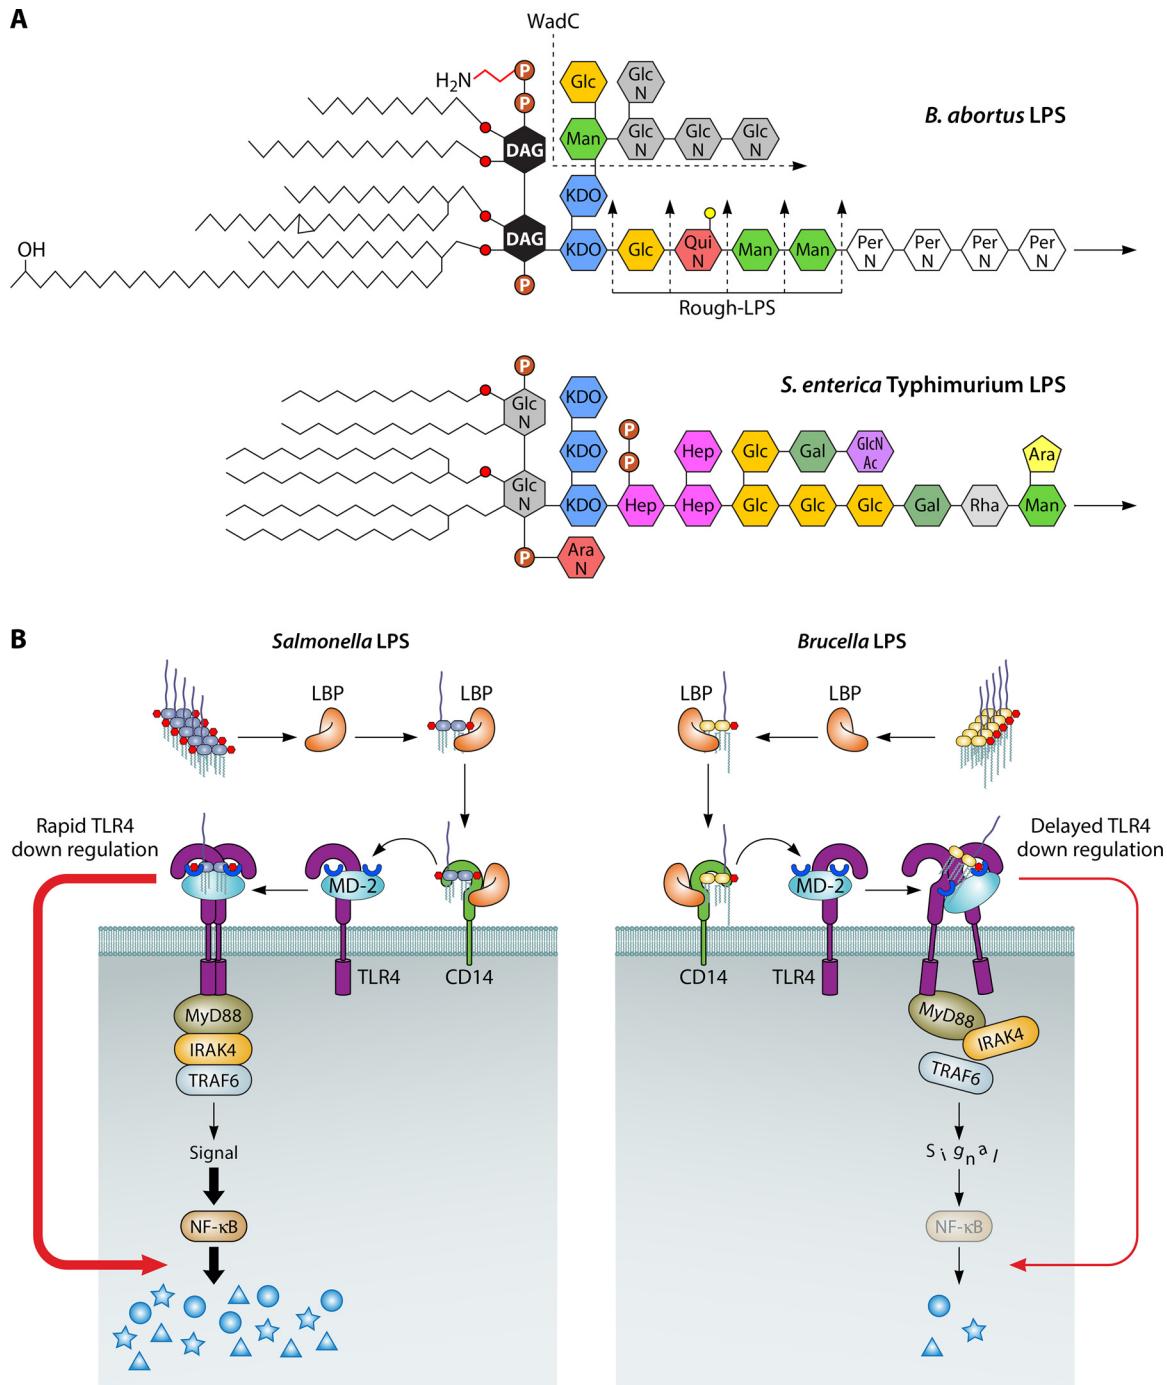 A
WadC
H2N
P
Glc
Glc N
P
B. abortus LPS
DAG
Man
Glc N
Glc N
Glc N
KDO
OH
DAG
KDO
Glc
Qui N
Man
Man
Per N
Per N
Per N
Per N
P
Rough-LPS
P
S. enterica Typhimurium LPS
Glc N
KDO
P
KDO
P
Hep
Glc
Gal
GlcN Ac
Ara
Glc N
KDO
Hep
Hep
Glc
Glc
Glc
Gal
Rha
Man
P
Ara N
B
Salmonella LPS
Brucella LPS
LBP
LBP
LBP
LBP
Rapid TLR4
down regulation
Delayed TLR4
down regulation
MD-2
MD-2
TLR4
CD14
CD14
TLR4
MyD88
IRAK4
TRAF6
MyD88
IRAK4
TRAF6
Signal
Signal
NF-κB
NF-κB